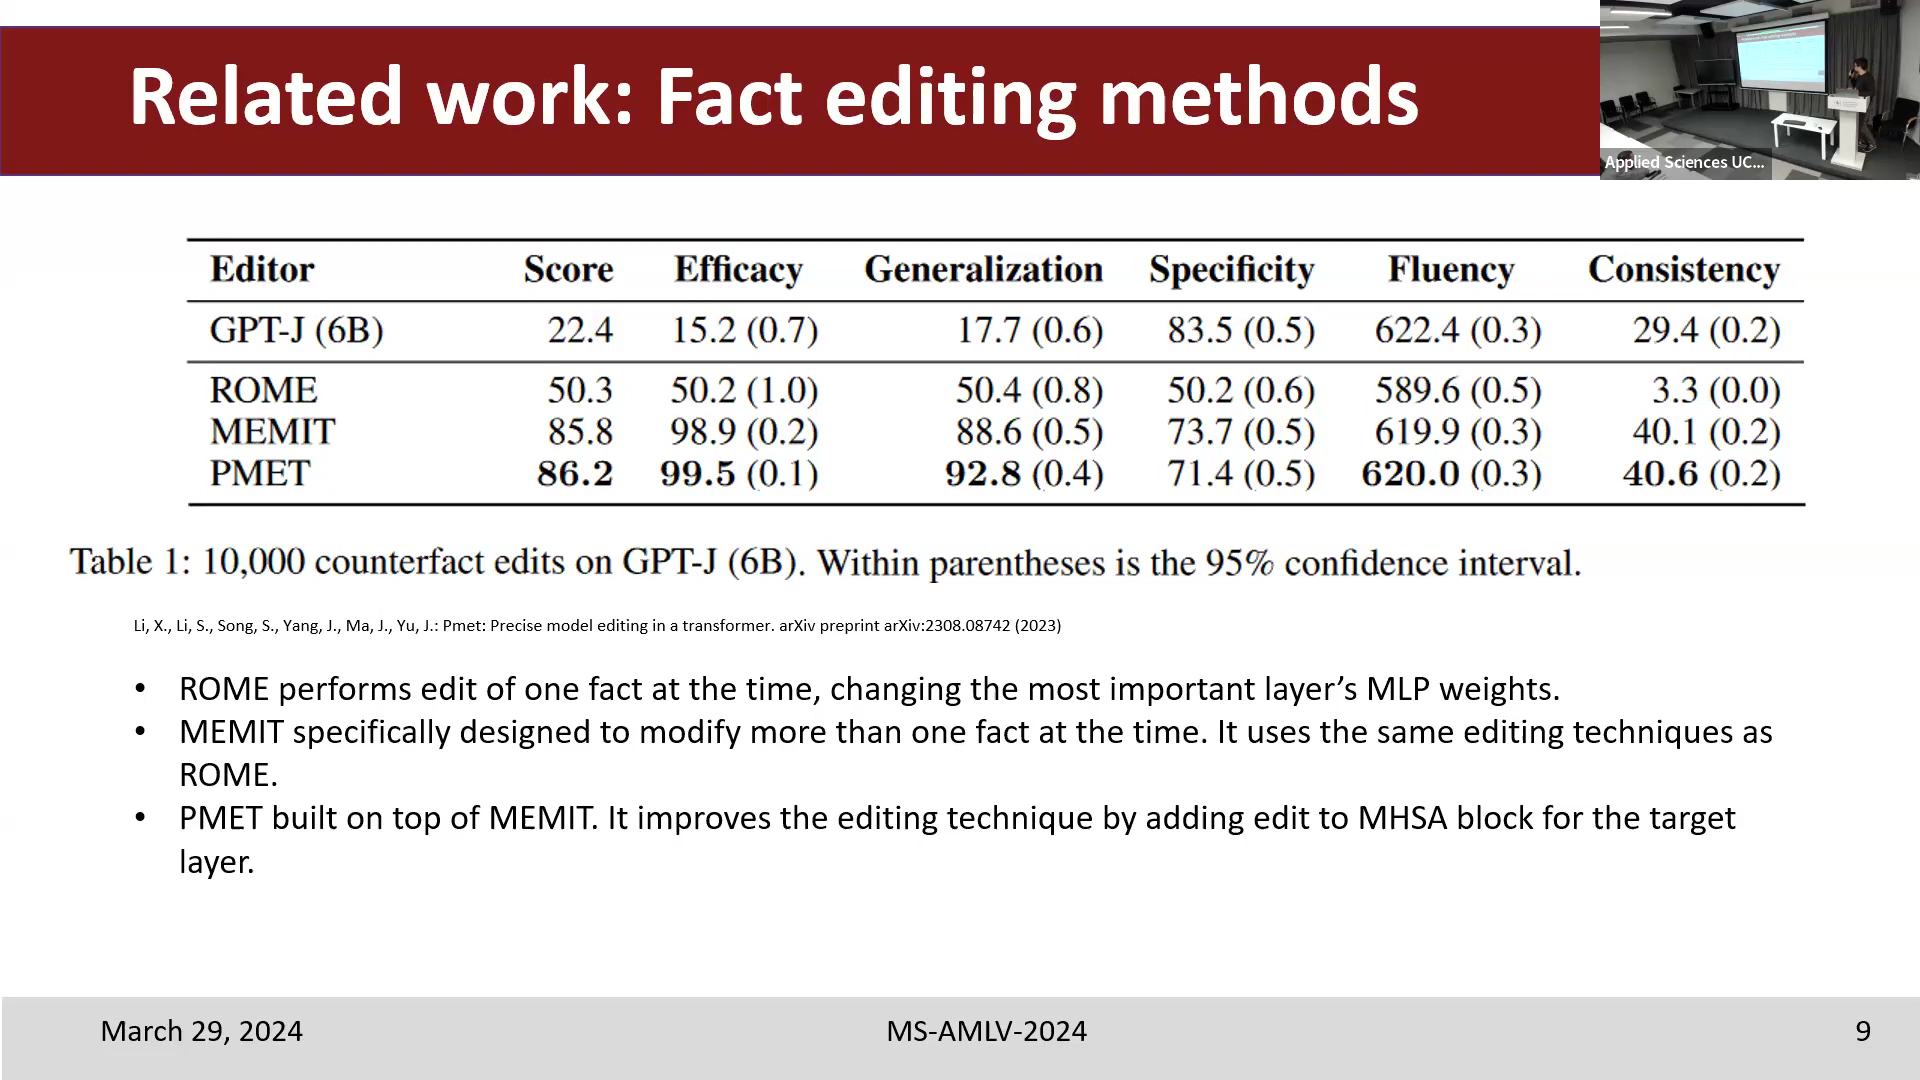 Related work: Fact editing methods
Applied Sciences UC...
Editor Score Efficacy Generalization Specificity Fluency Consistency
GPT-J (6B) 22.4 15.2 (0.7) 17.7 (0.6) 83.5 (0.5) 622.4 (0.3) 29.4 (0.2)
ROME 50.3 50.2 (1.0) 50.4 (0.8) 50.2 (0.6) 589.6 (0.5) 3.3 (0.0)
MEMIT 85.8 98.9 (0.2) 88.6 (0.5) 73.7 (0.5) 619.9 (0.3) 40.1 (0.2)
PMET 86.2 99.5 (0.1) 92.8 (0.4) 71.4 (0.5) 620.0 (0.3) 40.6 (0.2)
Table 1: 10,000 counterfact edits on GPT-J (6B). Within parentheses is the 95% confidence interval.
Li, X., Li, S., Song, S., Yang, J., Ma, J., Yu, J.: Pmet: Precise model editing in a transformer. arXiv preprint arXiv:2308.08742 (2023)
• ROME performs edit of one fact at the time, changing the most important layer’s MLP weights.
• MEMIT specifically designed to modify more than one fact at the time. It uses the same editing techniques as
ROME.
• PMET built on top of MEMIT. It improves the editing technique by adding edit to MHSA block for the target
layer.
March 29, 2024 MS-AMLV-2024 9